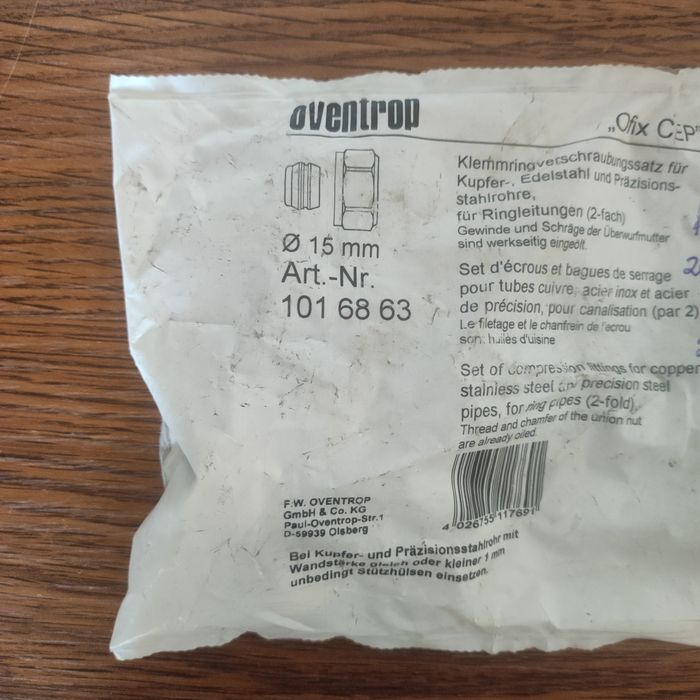 oventrop
„Ofix CEP"
Ø 15 mm
Art.-Nr.
101 68 63
Klemmringverschraubungssatz für
Kupfer-, Edelstahl und Präzisions-
stahlrohre,
für Ringleitungen (2-fach)
Gewinde und Schräge der Überwurfmutter
sind werkseitig eingeölt.
Set d'écrous et bagues de serrage
pour tubes cuivre, acier inox et acier
de précision, pour canalisation (par 2)
Le filetage et le chanfrein de l'écrou
sont huilés d'usine
Set of compression fittings for copper
stainless steel and precision steel
pipes, for ring pipes (2-fold).
Thread and chamfer of the union nut
are already oiled.
4 026755 117691
F.W. OVENTROP
GmbH & Co. KG
Paul-Oventrop-Str.1
D-59939 Olsberg
Bei Kupfer- und Präzisionsstahlrohr mit
Wandstärke gleich oder kleiner 1 mm
unbedingt Stützhülsen einsetzen.